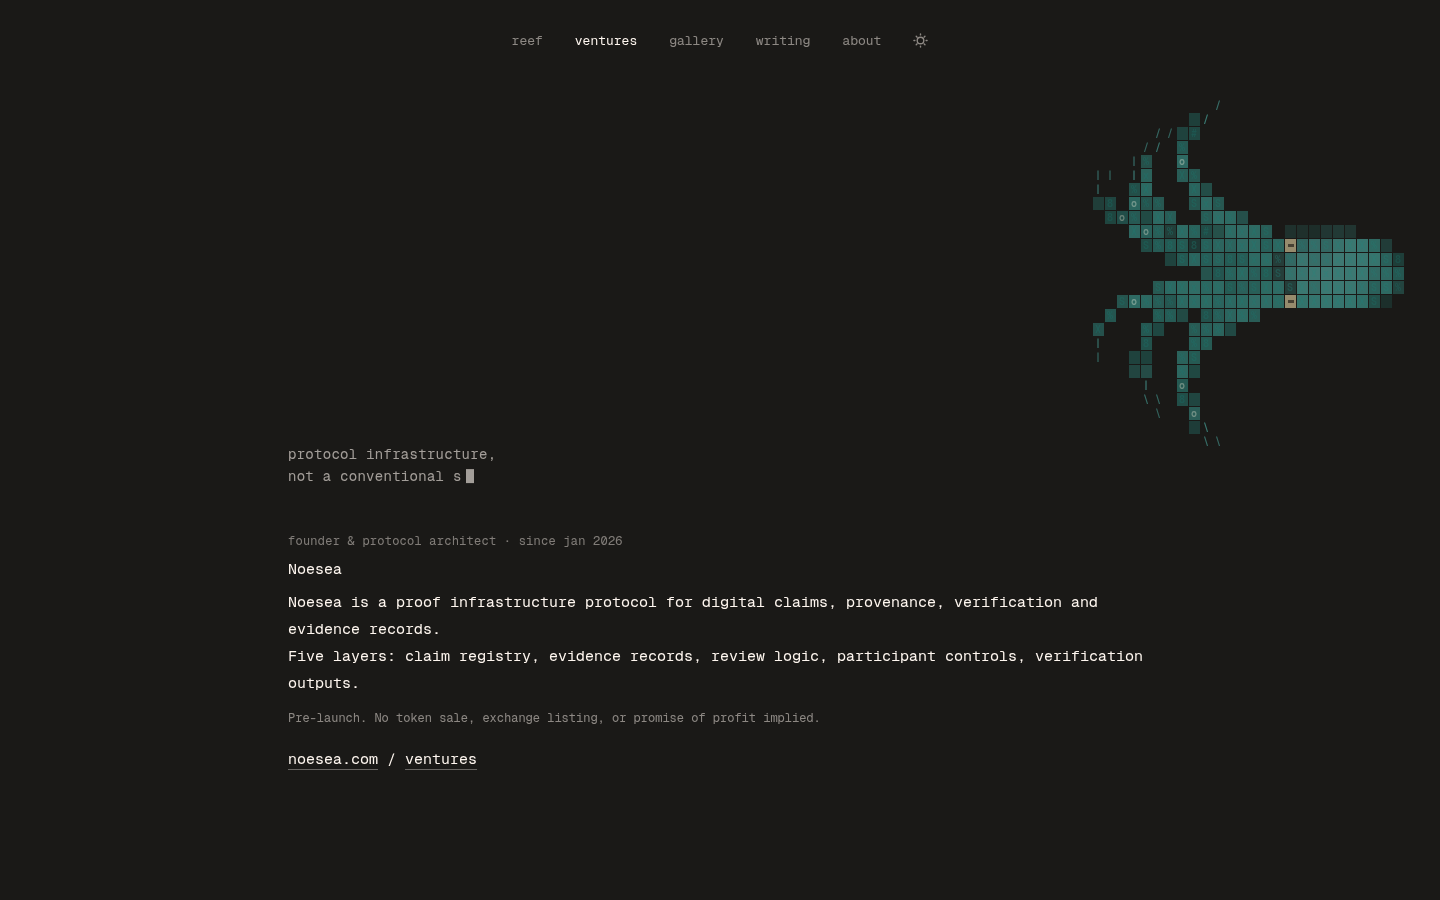 reef ventures gallery writing about
protocol infrastructure,
not a conventional s
founder & protocol architect · since jan 2026
Noesea
Noesea is a proof infrastructure protocol for digital claims, provenance, verification and
evidence records.
Five layers: claim registry, evidence records, review logic, participant controls, verification
outputs.
Pre-launch. No token sale, exchange listing, or promise of profit implied.
noesea.com / ventures